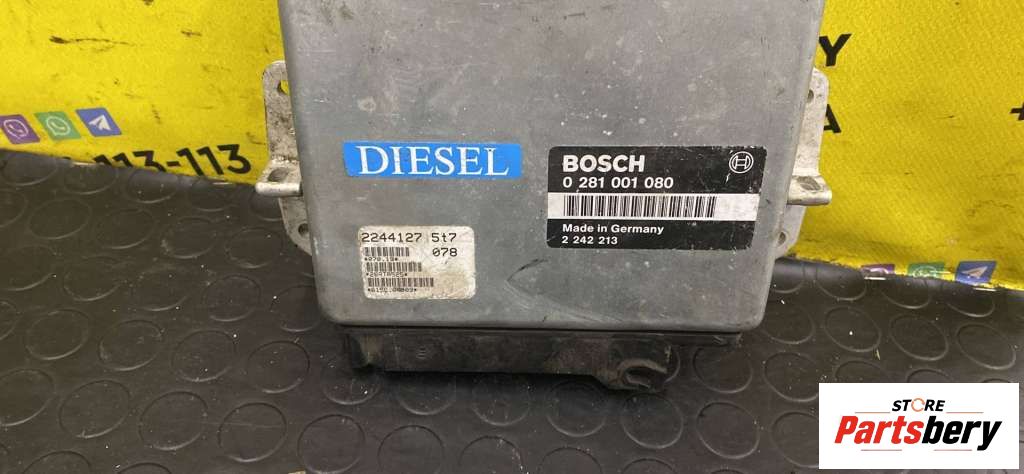 Y
A
113-113
DIESEL
BOSCH
0 281 001 080
Made in Germany
2 242 213
2244127 5t7
078
STORE
Partsbery